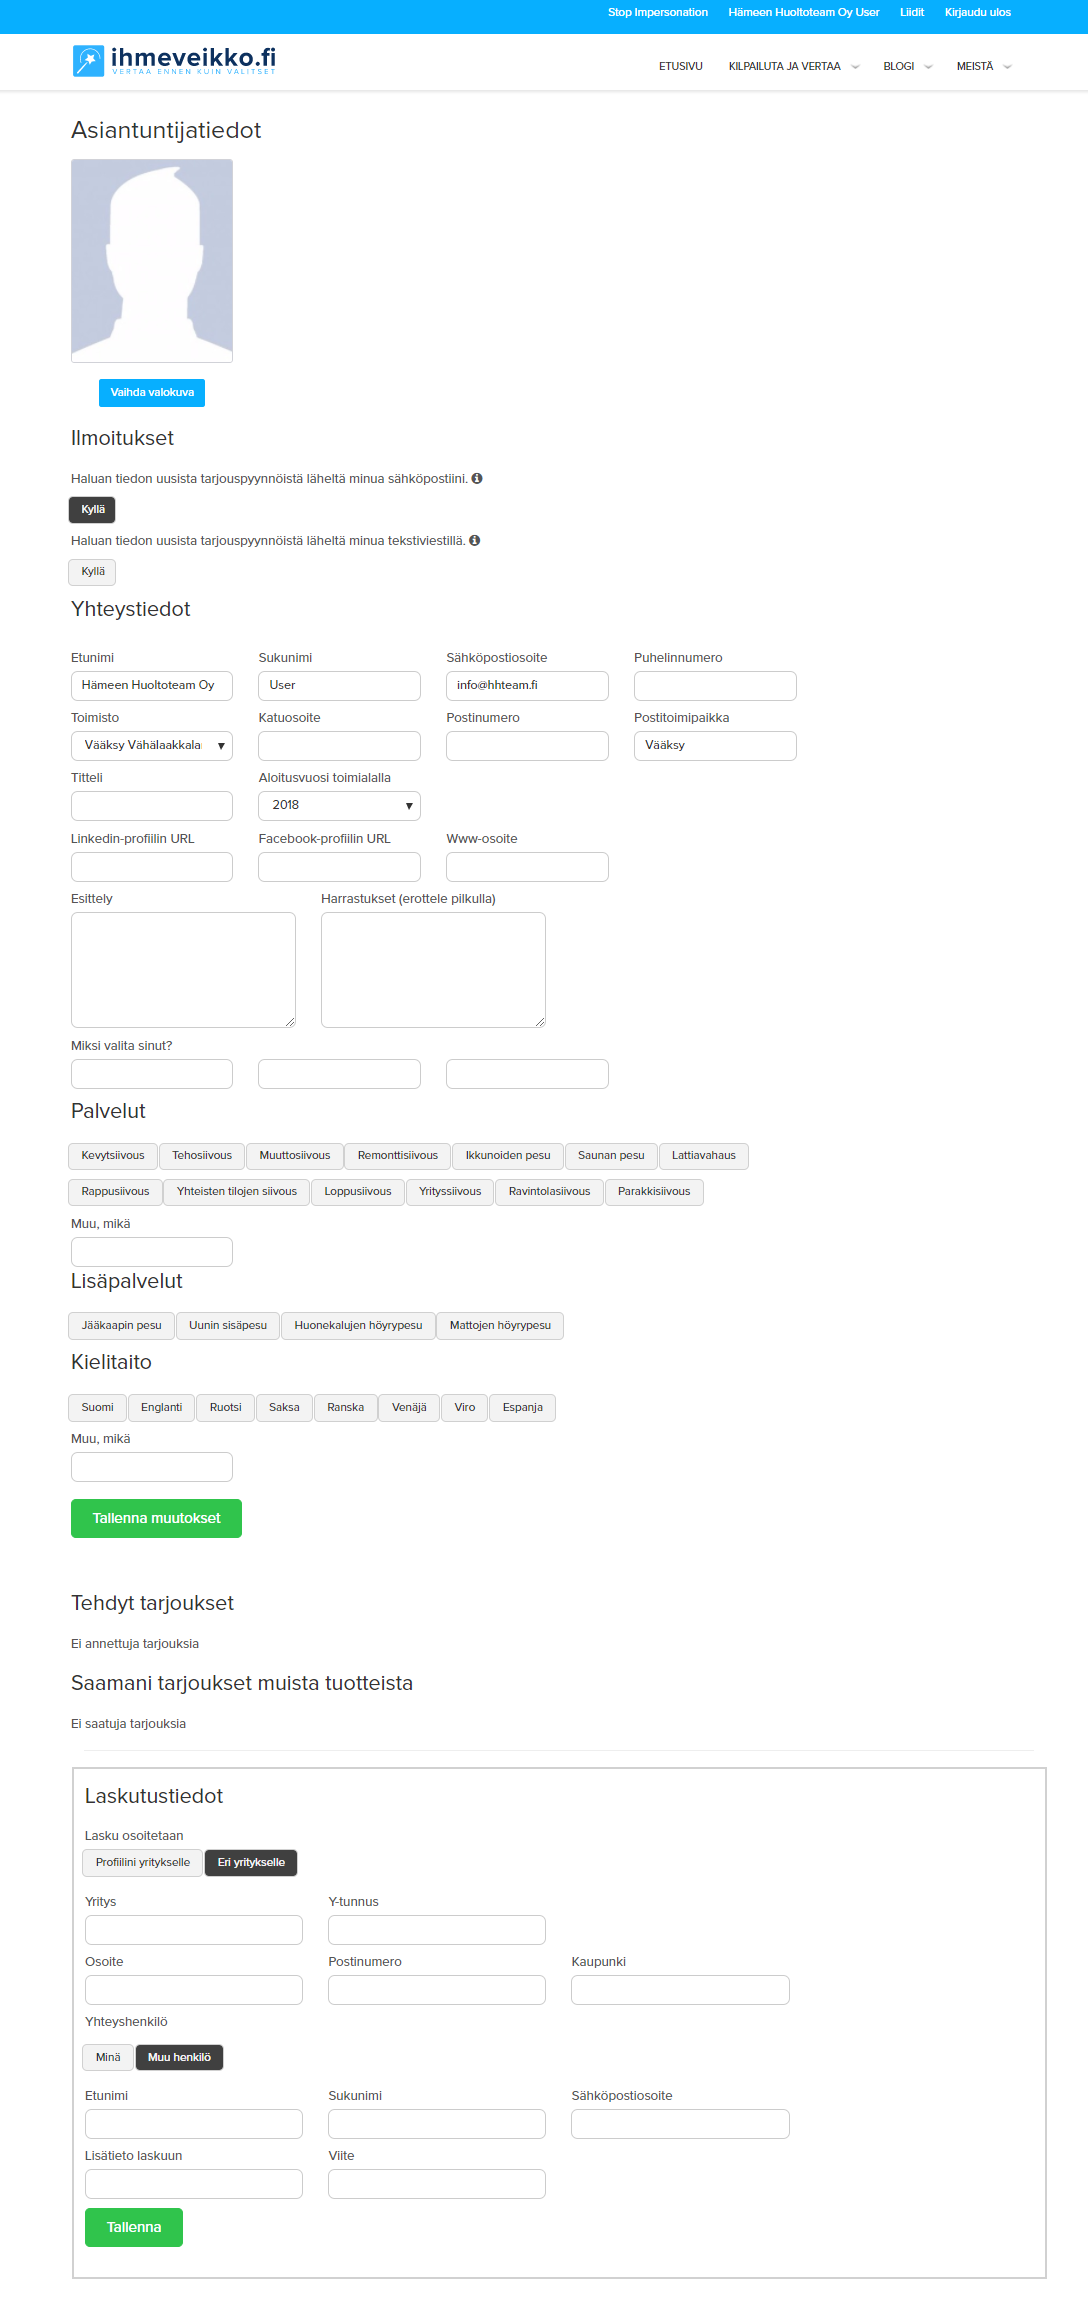 Stop Impersonation Hämeen Huoltoteam Oy User Liidit Kirjaudu ulos
ihmeveikko.fi
VERTAA ENNEN KUIN VALITSET
ETUSIVU KILPAILUTA JA VERTAA BLOGI MEISTÄ
Asiantuntijatiedot
Vaihda valokuva
Ilmoitukset
Haluan tiedon uusista tarjouspyynnöistä läheltä minua sähköpostiini.
Kyllä
Haluan tiedon uusista tarjouspyynnöistä läheltä minua tekstiviestillä.
Kyllä
Yhteystiedot
Etunimi Sukunimi Sähköpostiosoite Puhelinnumero
Hämeen Huoltoteam Oy User info@hhteam.fi
Toimisto Katuosoite Postinumero Postitoimipaikka
Vääksy Vähälaakkala Vääksy
Titteli Aloitusvuosi toimialalla
2018
Linkedin-profiilin URL Facebook-profiilin URL Www-osoite
Esittely Harrastukset (erottele pilkulla)
Miksi valita sinut?
Palvelut
Kevytsiivous Tehosiivous Muuttosiivous Remonttisiivous Ikkunoiden pesu Saunan pesu Lattiavahaus
Rappusiivous Yhteisten tilojen siivous Loppusiivous Yrityssiivous Ravintolasiivous Parakkisiivous
Muu, mikä
Lisäpalvelut
Jääkaapin pesu Uunin sisäpesu Huonekalujen höyrypesu Mattojen höyrypesu
Kielitaito
Suomi Englanti Ruotsi Saksa Ranska Venäjä Viro Espanja
Muu, mikä
Tallenna muutokset
Tehdyt tarjoukset
Ei annettuja tarjouksia
Saamani tarjoukset muista tuotteista
Ei saatuja tarjouksia
Laskutustiedot
Lasku osoitetaan
Profiilini yritykselle Eri yritykselle
Yritys Y-tunnus
Osoite Postinumero Kaupunki
Yhteyshenkilö
Minä Muu henkilö
Etunimi Sukunimi Sähköpostiosoite
Lisätieto laskuun Viite
Tallenna